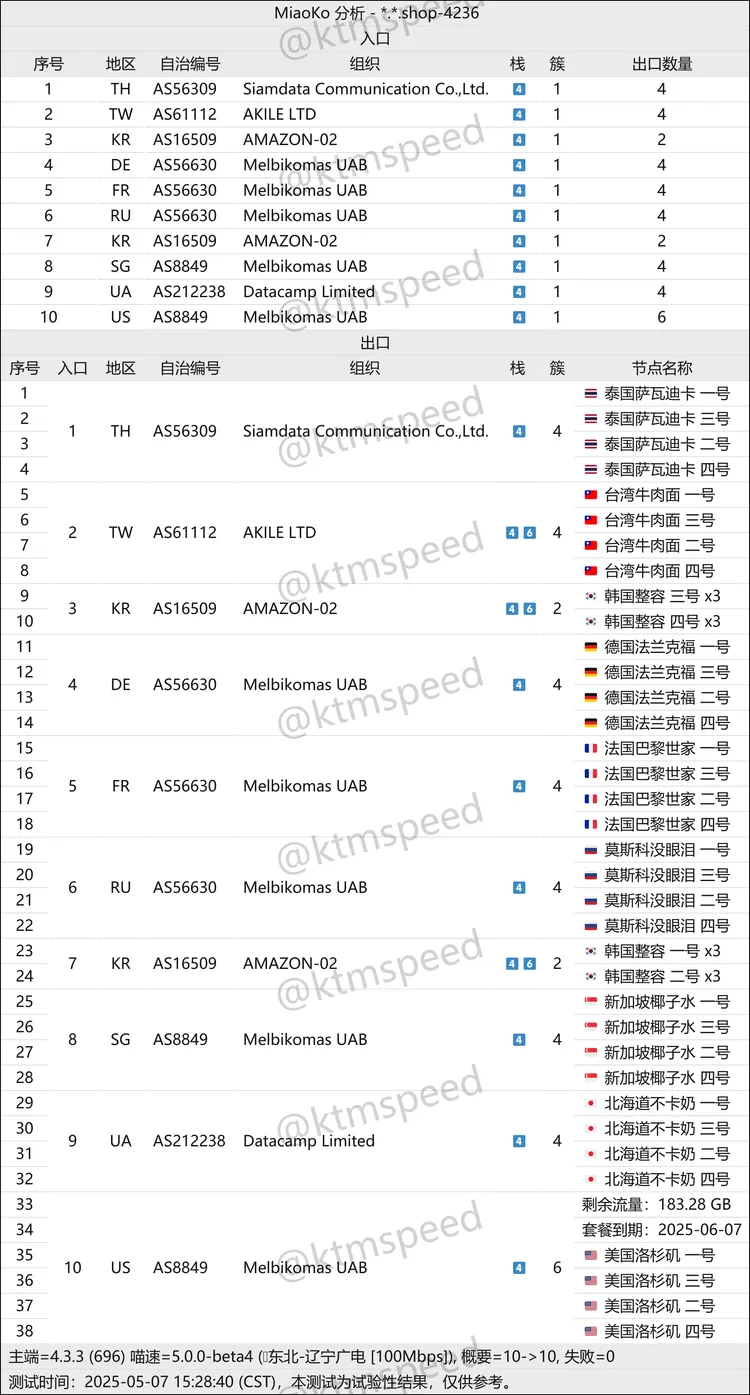 MiaoKo 分析 - *.*.shop-4236
入口
序号 地区 自治编号 组织 栈 簇 出口数量
1 TH AS56309 Siamdata Communication Co.,Ltd. 4 1 4
2 TW AS61112 AKILE LTD 4 1 4
3 KR AS16509 AMAZON-02 4 1 2
4 DE AS56630 Melbikomas UAB 4 1 4
5 FR AS56630 Melbikomas UAB 4 1 4
6 RU AS56630 Melbikomas UAB 4 1 4
7 KR AS16509 AMAZON-02 4 1 2
8 SG AS8849 Melbikomas UAB 4 1 4
9 UA AS212238 Datacamp Limited 4 1 4
10 US AS8849 Melbikomas UAB 4 1 6
出口
序号 入口 地区 自治编号 组织 栈 簇 节点名称
1 泰国萨瓦迪卡 一号
2 泰国萨瓦迪卡 三号
1 TH AS56309 Siamdata Communication Co.,Ltd. 4 4
3 泰国萨瓦迪卡 二号
4 泰国萨瓦迪卡 四号
5 台湾牛肉面 一号
6 台湾牛肉面 三号
2 TW AS61112 AKILE LTD 4 6 4
7 台湾牛肉面 二号
8 台湾牛肉面 四号
9 韩国整容 三号 x3
3 KR AS16509 AMAZON-02 4 6 2
10 韩国整容 四号 x3
11 德国法兰克福 一号
12 德国法兰克福 三号
4 DE AS56630 Melbikomas UAB 4 4
13 德国法兰克福 二号
14 德国法兰克福 四号
15 法国巴黎世家 一号
16 法国巴黎世家 三号
5 FR AS56630 Melbikomas UAB 4 4
17 法国巴黎世家 二号
18 法国巴黎世家 四号
19 莫斯科没眼泪 一号
20 莫斯科没眼泪 三号
6 RU AS56630 Melbikomas UAB 4 4
21 莫斯科没眼泪 二号
22 莫斯科没眼泪 四号
23 韩国整容 一号 x3
7 KR AS16509 AMAZON-02 4 6 2
24 韩国整容 二号 x3
25 新加坡椰子水 一号
26 新加坡椰子水 三号
8 SG AS8849 Melbikomas UAB 4 4
27 新加坡椰子水 二号
28 新加坡椰子水 四号
29 北海道不卡奶 一号
30 北海道不卡奶 三号
9 UA AS212238 Datacamp Limited 4 4
31 北海道不卡奶 二号
32 北海道不卡奶 四号
33 剩余流量：183.28 GB
34 套餐到期：2025-06-07
35 美国洛杉矶 一号
10 US AS8849 Melbikomas UAB 4 6
36 美国洛杉矶 三号
37 美国洛杉矶 二号
38 美国洛杉矶 四号
主端=4.3.3 (696) 喵速=5.0.0-beta4 (东北-辽宁广电 [100Mbps]), 概要=10->10, 失败=0
测试时间：2025-05-07 15:28:40 (CST)，本测试为试验性结果，仅供参考。
@ktmspeed
@ktmspeed
@ktmspeed
@ktmspeed
@ktmspeed
@ktmspeed
@ktmspeed
@ktmspeed
@ktmspeed
@ktmspeed
@ktmspeed